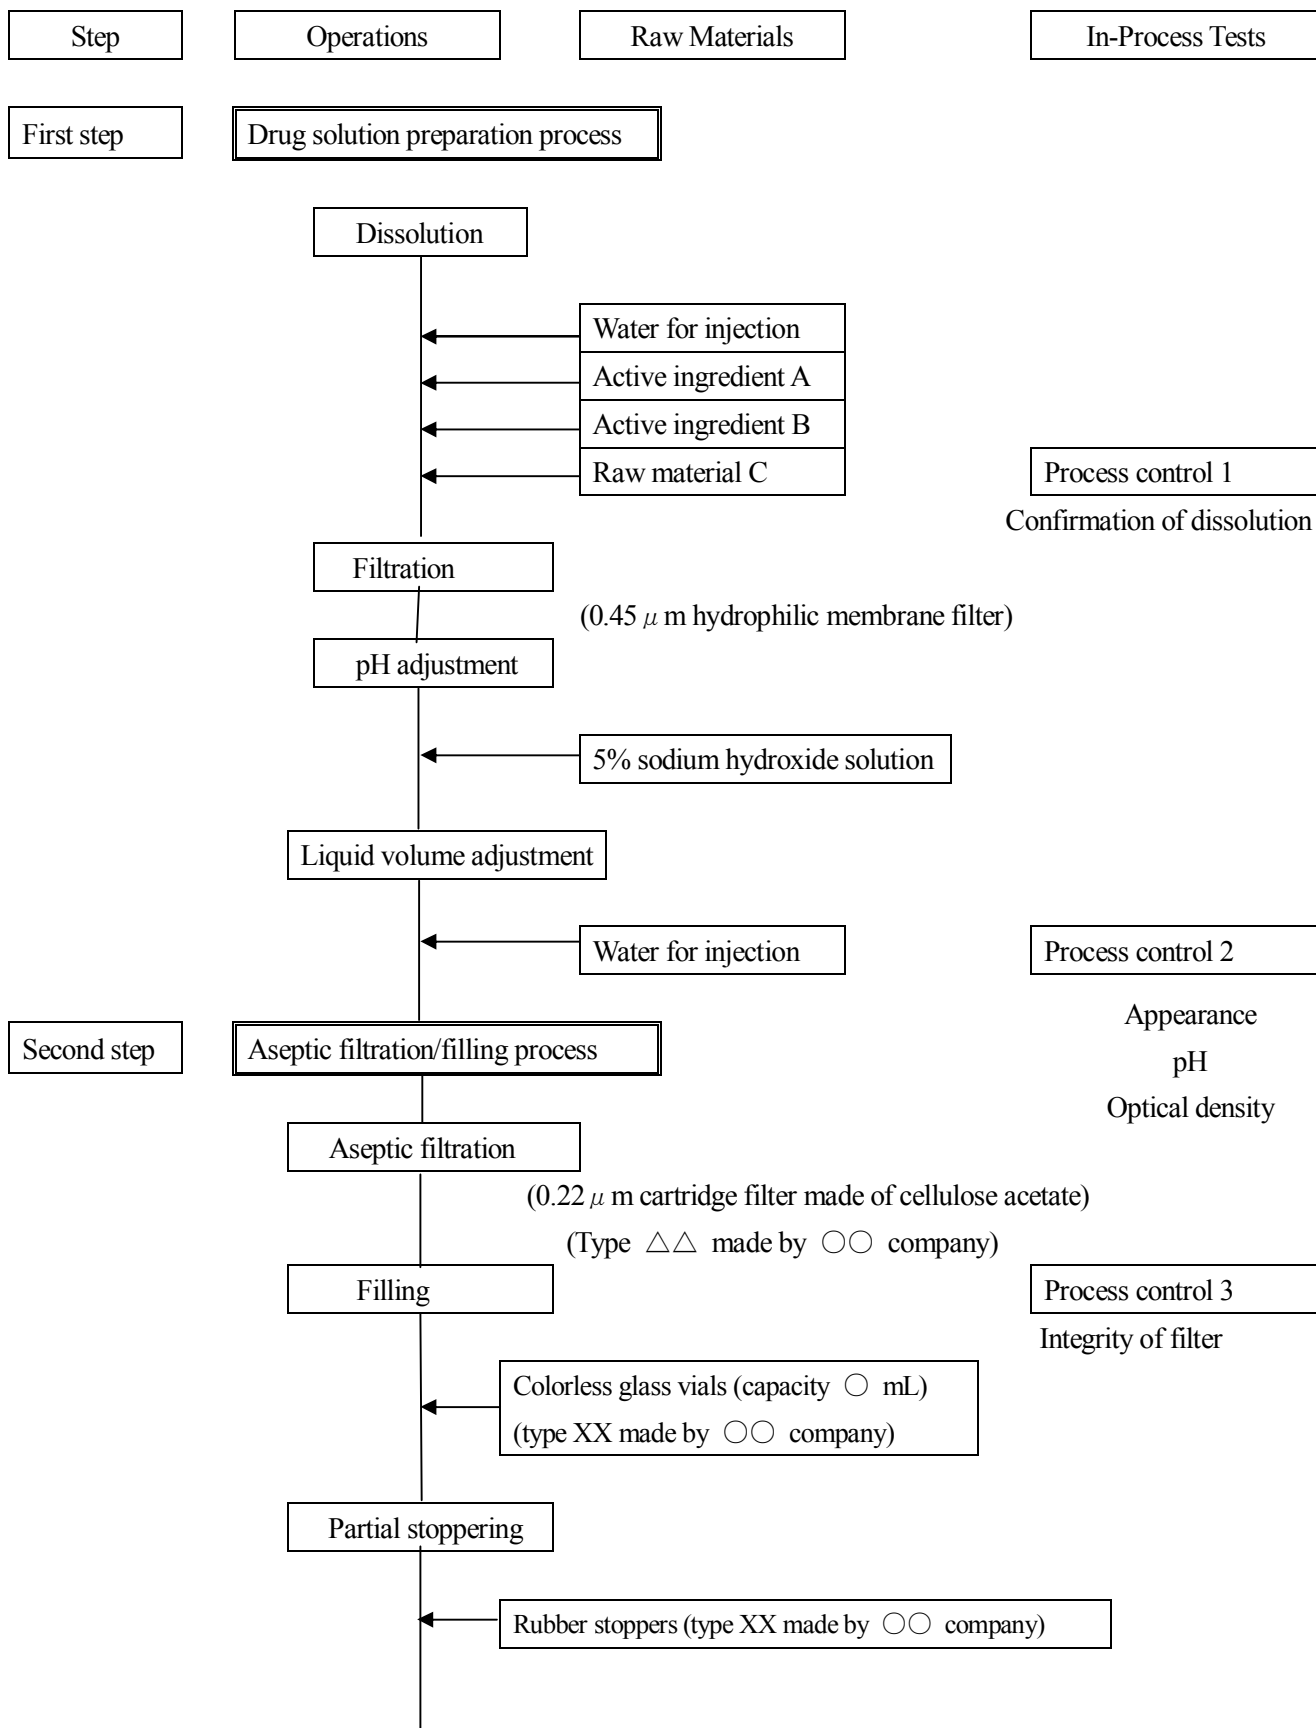 Step
Operations
Raw Materials
In-Process Tests
First step
Drug solution preparation process
Dissolution
Water for injection
Active ingredient A
Active ingredient B
Raw material C
Process control 1
Confirmation of dissolution
Filtration
(0.45 μm hydrophilic membrane filter)
pH adjustment
5% sodium hydroxide solution
Liquid volume adjustment
Water for injection
Process control 2
Appearance
pH
Optical density
Second step
Aseptic filtration/filling process
Aseptic filtration
(0.22 μm cartridge filter made of cellulose acetate)
(Type △△ made by ○○ company)
Filling
Process control 3
Integrity of filter
Colorless glass vials (capacity ○ mL)
(type XX made by ○○ company)
Partial stoppering
Rubber stoppers (type XX made by ○○ company)